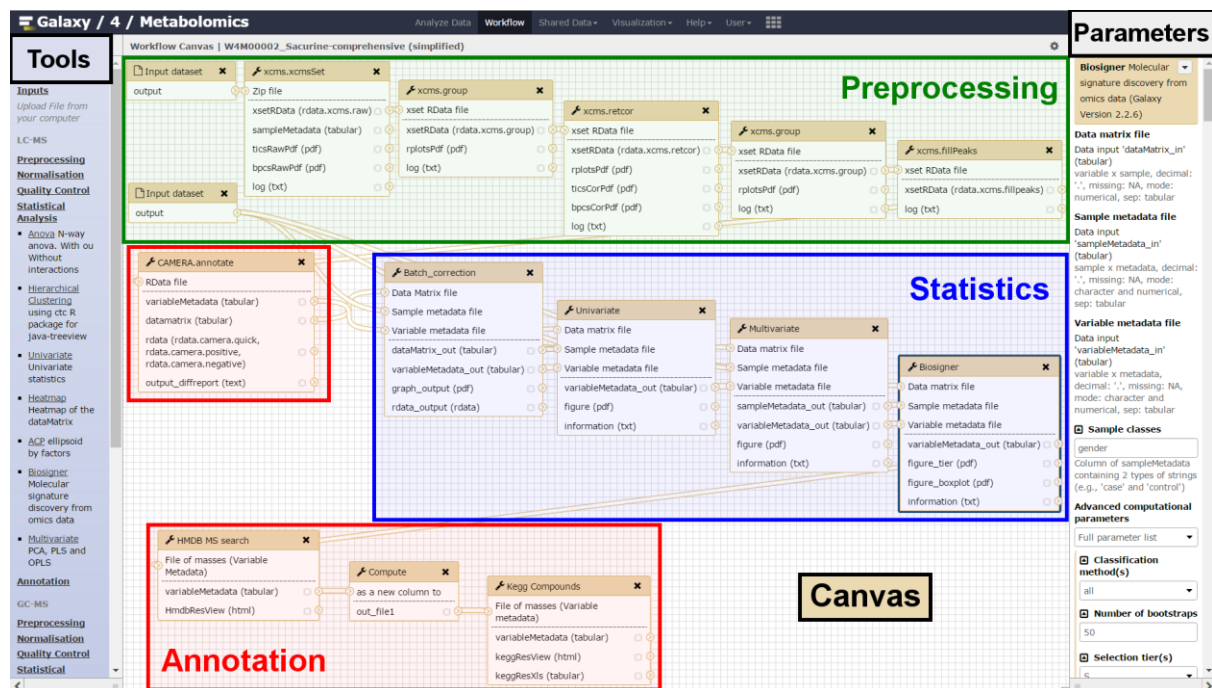 Galaxy / 4 / Metabolomics
Analyze Data Workflow Shared Data Visualization Help User
Tools
Inputs
Upload File from
your computer
LC-MS
Preprocessing
Normalisation
Quality Control
Statistical
Analysis
Anova N-way
anova. With ou
Without
interactions
Hierarchical
Clustering
using ctc R
package for
java-treeview
Univariate
Univariate
statistics
Heatmap
Heatmap of the
dataMatrix
ACP ellipsoid
by factors
Biosigner
Molecular
signature
discovery from
omics data
Multivariate
PCA, PLS and
OPLS
Annotation
GC-MS
Preprocessing
Normalisation
Quality Control
Statistical
Workflow Canvas | W4M00002_Sacurine-comprehensive (simplified)
Preprocessing
Input dataset
output
xcms.xcmsSet
Zip file
xsetRData (rdata.xcms.raw)
sampleMetadata (tabular)
ticsRawPdf (pdf)
bpcsRawPdf (pdf)
log (txt)
xcms.group
xset RData file
xsetRData (rdata.xcms.group)
rplotsPdf (pdf)
log (txt)
xcms.retcor
xset RData file
xsetRData (rdata.xcms.retcor)
rplotsPdf (pdf)
ticsCorPdf (pdf)
bpcsCorPdf (pdf)
log (txt)
xcms.group
xset RData file
xsetRData (rdata.xcms.group)
rplotsPdf (pdf)
log (txt)
xcms.fillPeaks
xset RData file
xsetRData (rdata.xcms.fillpeaks)
log (txt)
Input dataset
output
CAMERA.annotate
RData file
variableMetadata (tabular)
datamatrix (tabular)
rdata (rdata.camera.quick,
rdata.camera.positive,
rdata.camera.negative)
output_diffreport (text)
Statistics
Batch_correction
Data Matrix file
Sample metadata file
Variable metadata file
dataMatrix_out (tabular)
variableMetadata_out (tabular)
graph_output (pdf)
rdata_output (rdata)
Univariate
Data matrix file
Sample metadata file
Variable metadata file
variableMetadata_out (tabular)
figure (pdf)
information (txt)
Multivariate
Data matrix file
Sample metadata file
Variable metadata file
sampleMetadata_out (tabular)
variableMetadata_out (tabular)
figure (pdf)
information (txt)
Biosigner
Data matrix file
Sample metadata file
Variable metadata file
variableMetadata_out (tabular)
figure_tier (pdf)
figure_boxplot (pdf)
information (txt)
HMDB MS search
File of masses (Variable
Metadata)
variableMetadata (tabular)
HmdbResView (html)
Compute
as a new column to
out_file1
Kegg Compounds
File of masses (Variable
metadata)
variableMetadata (tabular)
keggResView (html)
keggResXls (tabular)
Annotation
Canvas
Parameters
Biosigner Molecular
signature discovery from
omics data (Galaxy
Version 2.2.6)
Data matrix file
Data input 'dataMatrix_in'
(tabular)
variable x sample, decimal:
'.', missing: NA, mode:
numerical, sep: tabular
Sample metadata file
Data input
'sampleMetadata_in'
(tabular)
sample x metadata, decimal:
'.', missing: NA, mode:
character and numerical,
sep: tabular
Variable metadata file
Data input
'variableMetadata_in'
(tabular)
variable x metadata,
decimal: '.', missing: NA,
mode: character and
numerical, sep: tabular
Sample classes
gender
Column of sampleMetadata
containing 2 types of strings
(e.g., 'case' and 'control')
Advanced computational
parameters
Full parameter list
Classification
method(s)
all
Number of bootstraps
50
Selection tier(s)
S